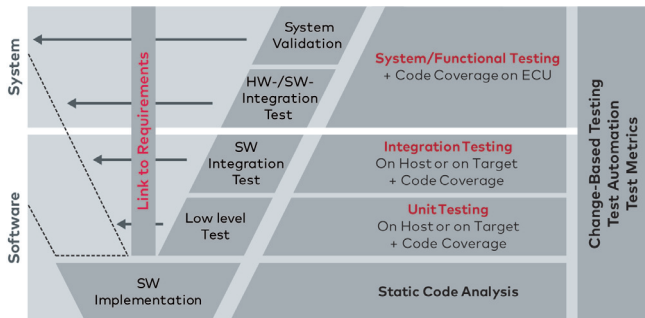 System
Software
Link to Requirements
System
Validation
HW-/SW-
Integration
Test
SW
Integration
Test
Low level
Test
SW
Implementation
System/Functional Testing
+ Code Coverage on ECU
Integration Testing
On Host or on Target
+ Code Coverage
Unit Testing
On Host or on Target
+ Code Coverage
Static Code Analysis
Change-Based Testing
Test Automation
Test Metrics